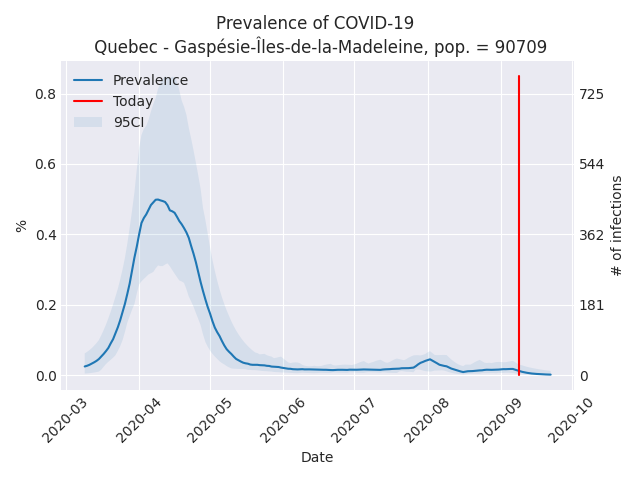 Prevalence of COVID-19
Quebec - Gaspésie-Îles-de-la-Madeleine, pop. = 90709
Prevalence
Today
95CI
0.8
0.6
0.4
0.2
0.0
%
725
544
362
181
0
# of infections
2020-03
2020-04
2020-05
2020-06
2020-07
2020-08
2020-09
2020-10
Date